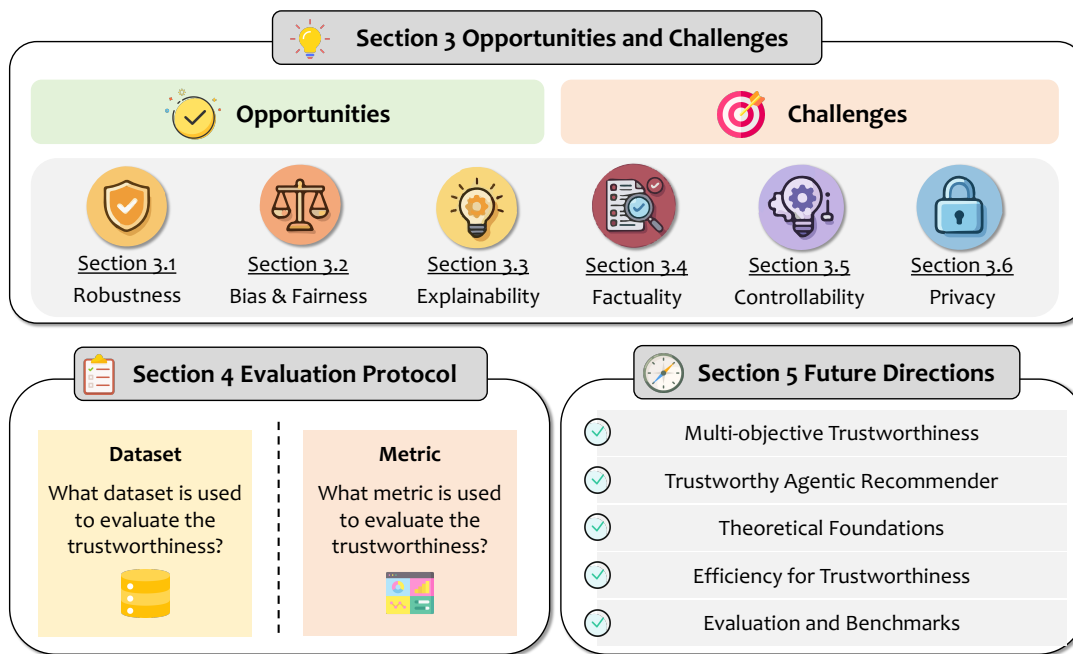 Section 3 Opportunities and Challenges
Opportunities
Challenges
Section 3.1
Robustness
Section 3.2
Bias & Fairness
Section 3.3
Explainability
Section 3.4
Factuality
Section 3.5
Controllability
Section 3.6
Privacy
Section 4 Evaluation Protocol
Dataset
What dataset is used
to evaluate the
trustworthiness?
Metric
What metric is used
to evaluate the
trustworthiness?
Section 5 Future Directions
Multi-objective Trustworthiness
Trustworthy Agentic Recommender
Theoretical Foundations
Efficiency for Trustworthiness
Evaluation and Benchmarks